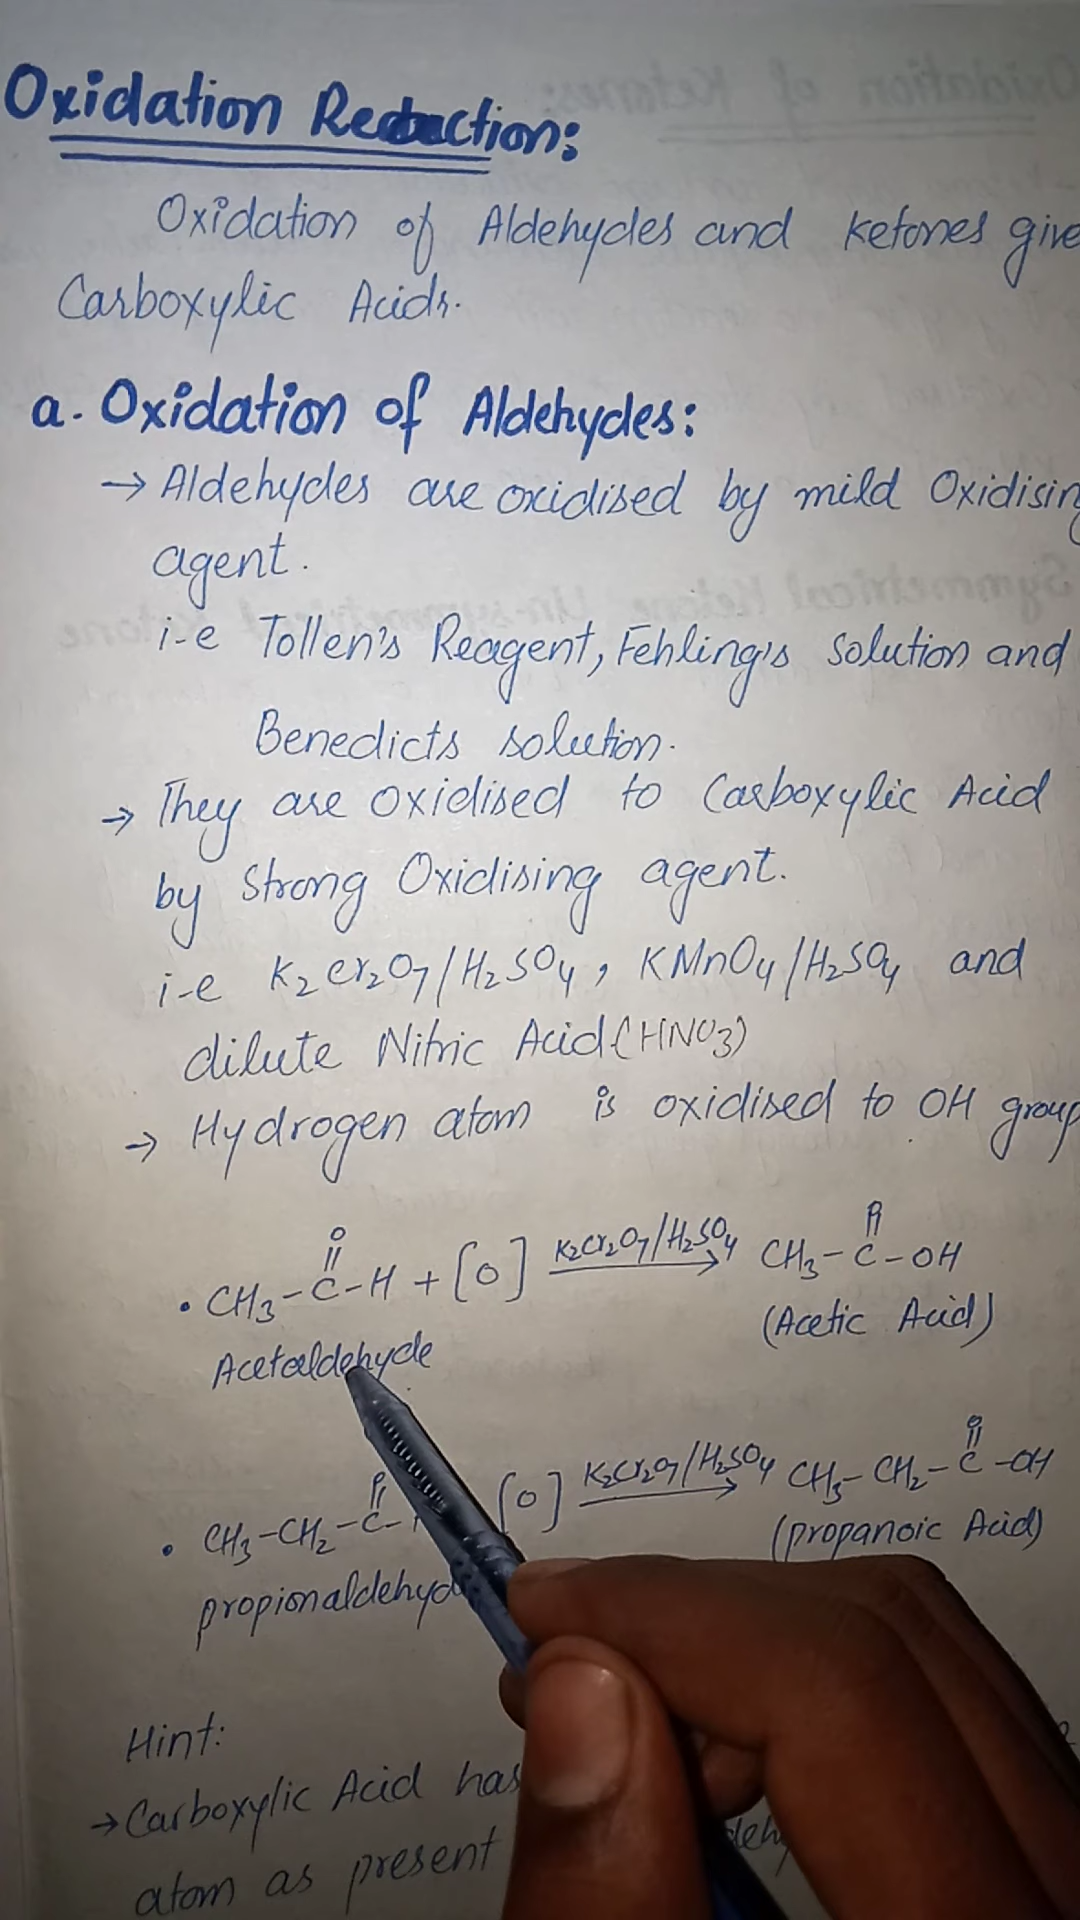 Oxidation Reduction:
Oxidation of Aldehydes and Ketones give
Carboxylic Acids.
a. Oxidation of Aldehydes:
→ Aldehydes are oxidised by mild Oxidising
agent.
i-e Tollen's Reagent, Fehling's solution and
Benedicts solution.
→ They are oxidised to Carboxylic Acid
by Strong Oxidising agent.
i-e K₂Cr₂O₇/H₂SO₄, KMnO₄/H₂SO₄ and
dilute Nitric Acid (HNO₃)
→ Hydrogen atom is oxidised to OH group
O
||
• CH₃-C-H + [O] K₂Cr₂O₇/H₂SO₄ → CH₃-C-OH
Acetaldehyde (Acetic Acid)
O
||
• CH₃-CH₂-C- [O] K₂Cr₂O₇/H₂SO₄ → CH₃-CH₂-C-OH
propionaldehyd (propanoic Acid)
Hint:
→ Carboxylic Acid has
atom as present